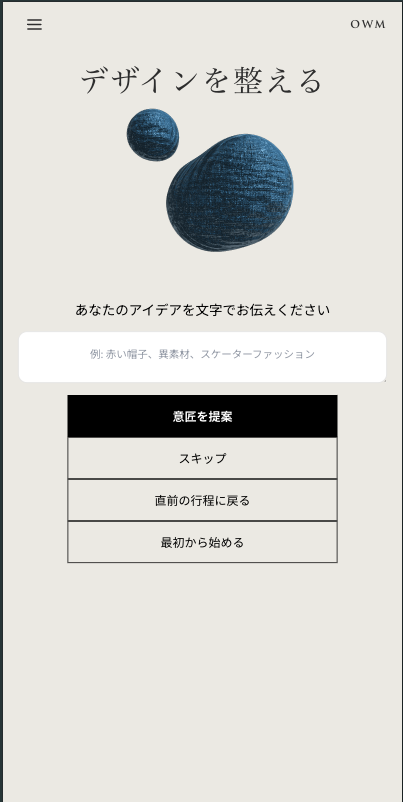 OWM
デザインを整える
あなたのアイデアを文字でお伝えください
例: 赤い帽子、異素材、スケーターファッション
意匠を提案
スキップ
直前の行程に戻る
最初から始める